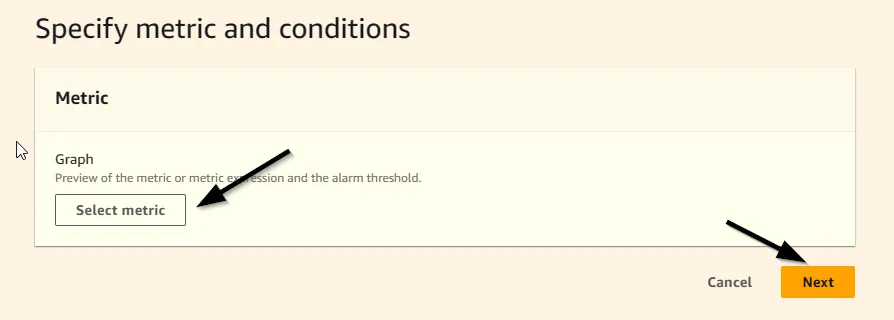 Specify metric and conditions
Metric
Graph
Preview of the metric or metric expression and the alarm threshold.
Select metric
Cancel Next